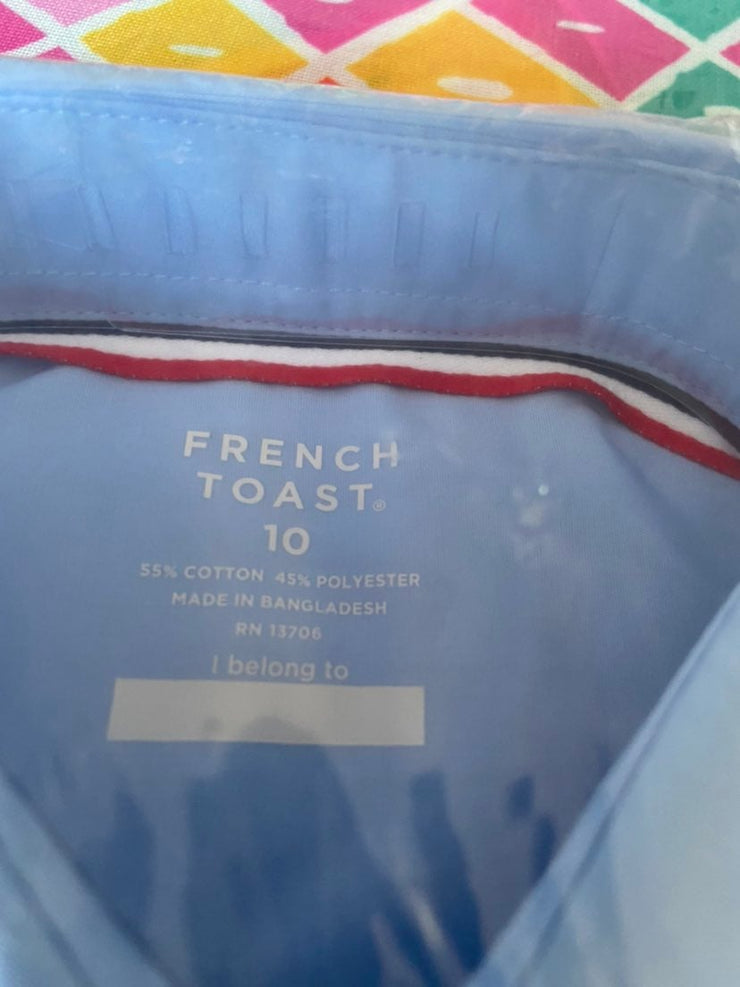 FRENCH
TOAST®
10
55% COTTON 45% POLYESTER
MADE IN BANGLADESH
RN 13706
I belong to